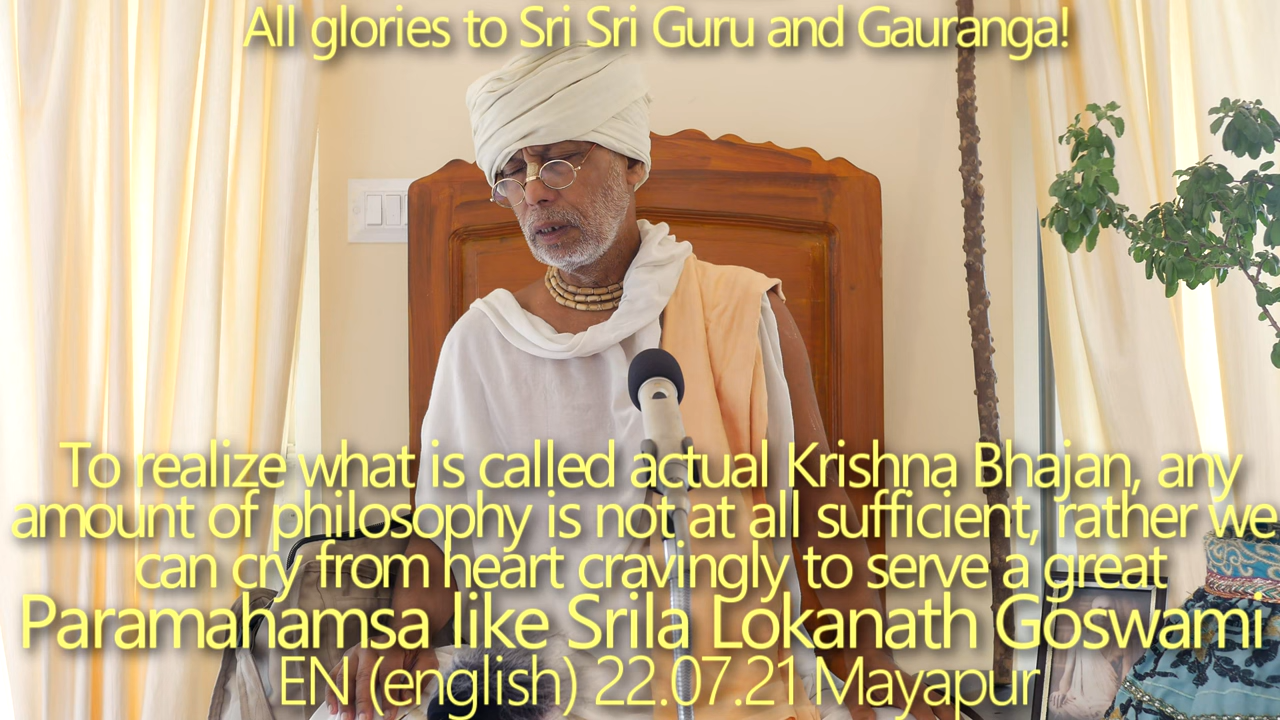 All glories to Sri Sri Guru and Gauranga!
To realize what is called actual Krishna Bhajan, any
amount of philosophy is not at all sufficient, rather we
can cry from heart cravingly to serve a great
Paramahamsa like Srila Lokanath Goswami
EN (english) 22.07.21 Mayapur